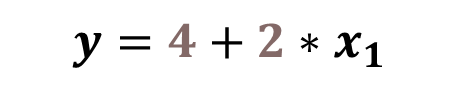 y = 4 + 2 * x₁